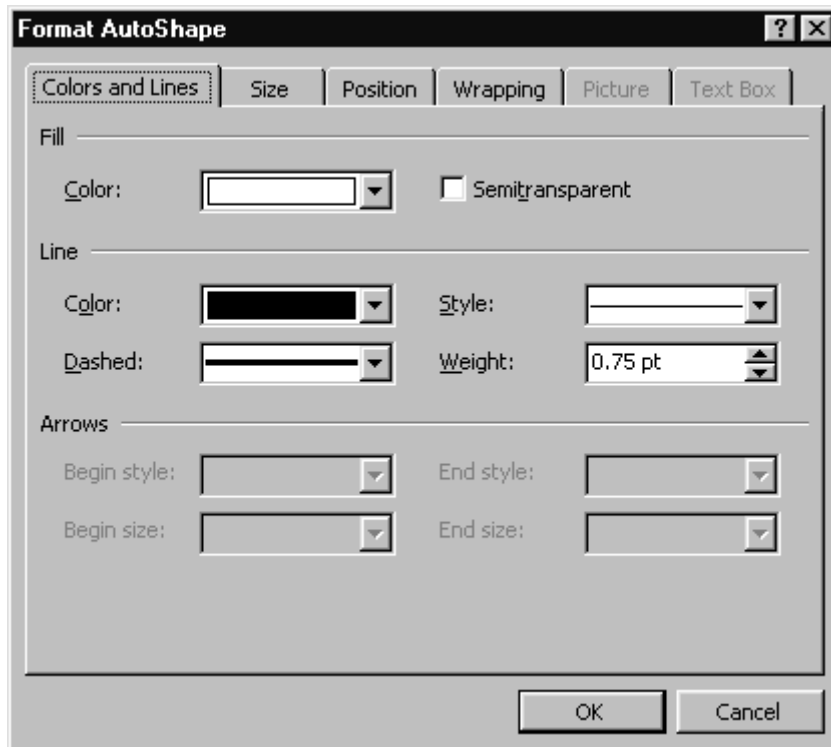 Format AutoShape ? X
Colors and Lines Size Position Wrapping Picture Text Box
Fill
Color: Semitransparent
Line
Color: Style:
Dashed: Weight: 0.75 pt
Arrows
Begin style: End style:
Begin size: End size:
OK Cancel